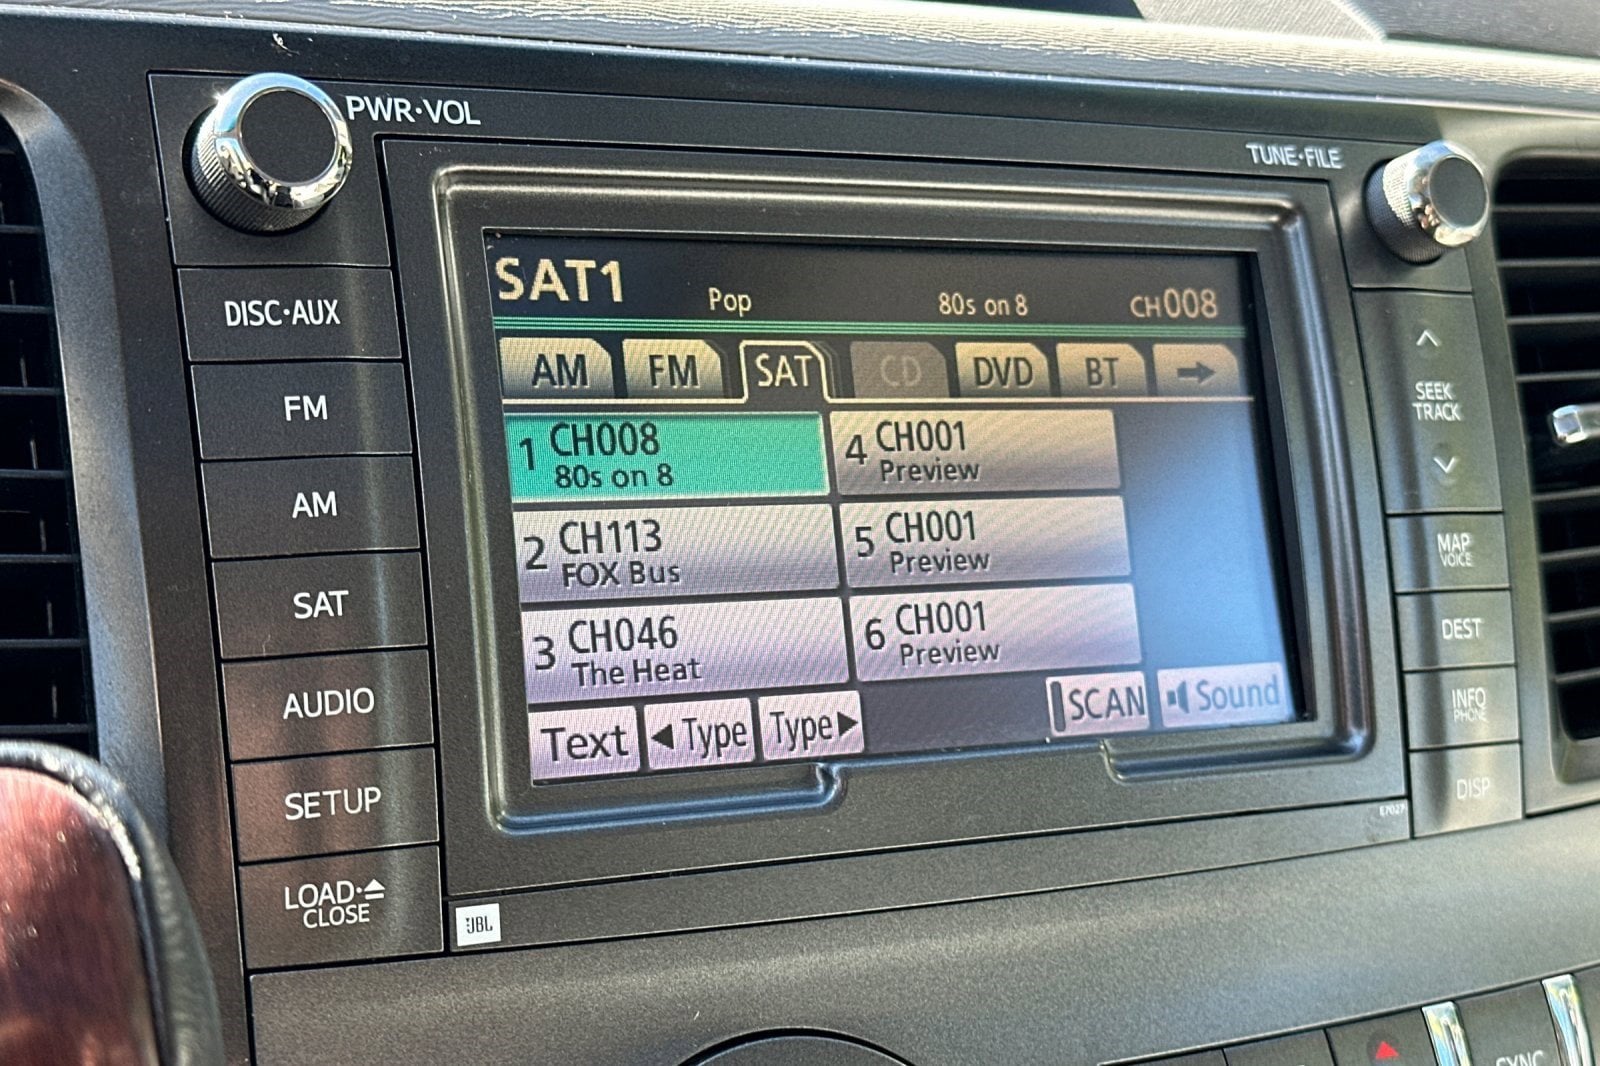 PWR·VOL
TUNE·FILE
DISC·AUX
FM
AM
SAT
AUDIO
SETUP
LOAD·⏏
CLOSE
SAT1 Pop 80s on 8 CH008
AM FM SAT CD DVD BT →
1 CH008
80s on 8
4 CH001
Preview
2 CH113
FOX Bus
5 CH001
Preview
3 CH046
The Heat
6 CH001
Preview
Text ◀Type Type▶ SCAN Sound
SEEK
TRACK
MAP
VOICE
DEST
INFO
PHONE
DISP
E7027
JBL
SYNC